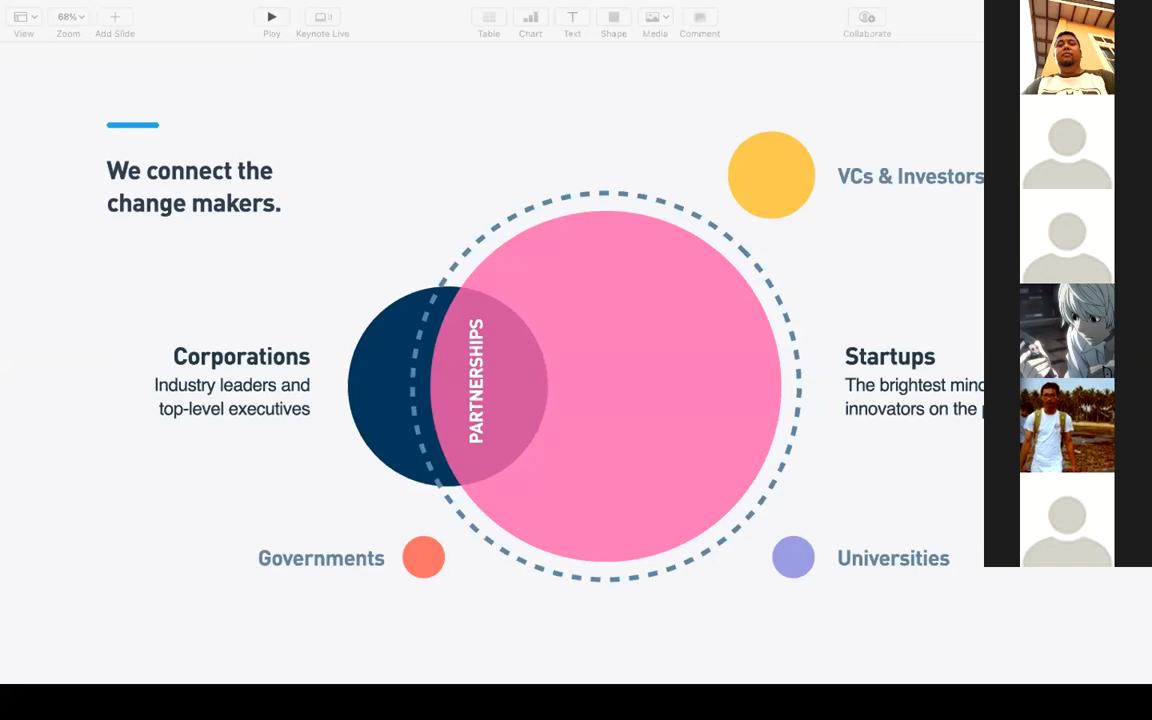 68%
View
Zoom
Add Slide
Play
Keynote Live
Table
Chart
Text
Shape
Media
Comment
Collaborate
We connect the
change makers.
VCs & Investors
PARTNERSHIPS
Corporations
Industry leaders and
top-level executives
Startups
The brightest
innovators on the
Governments
Universities